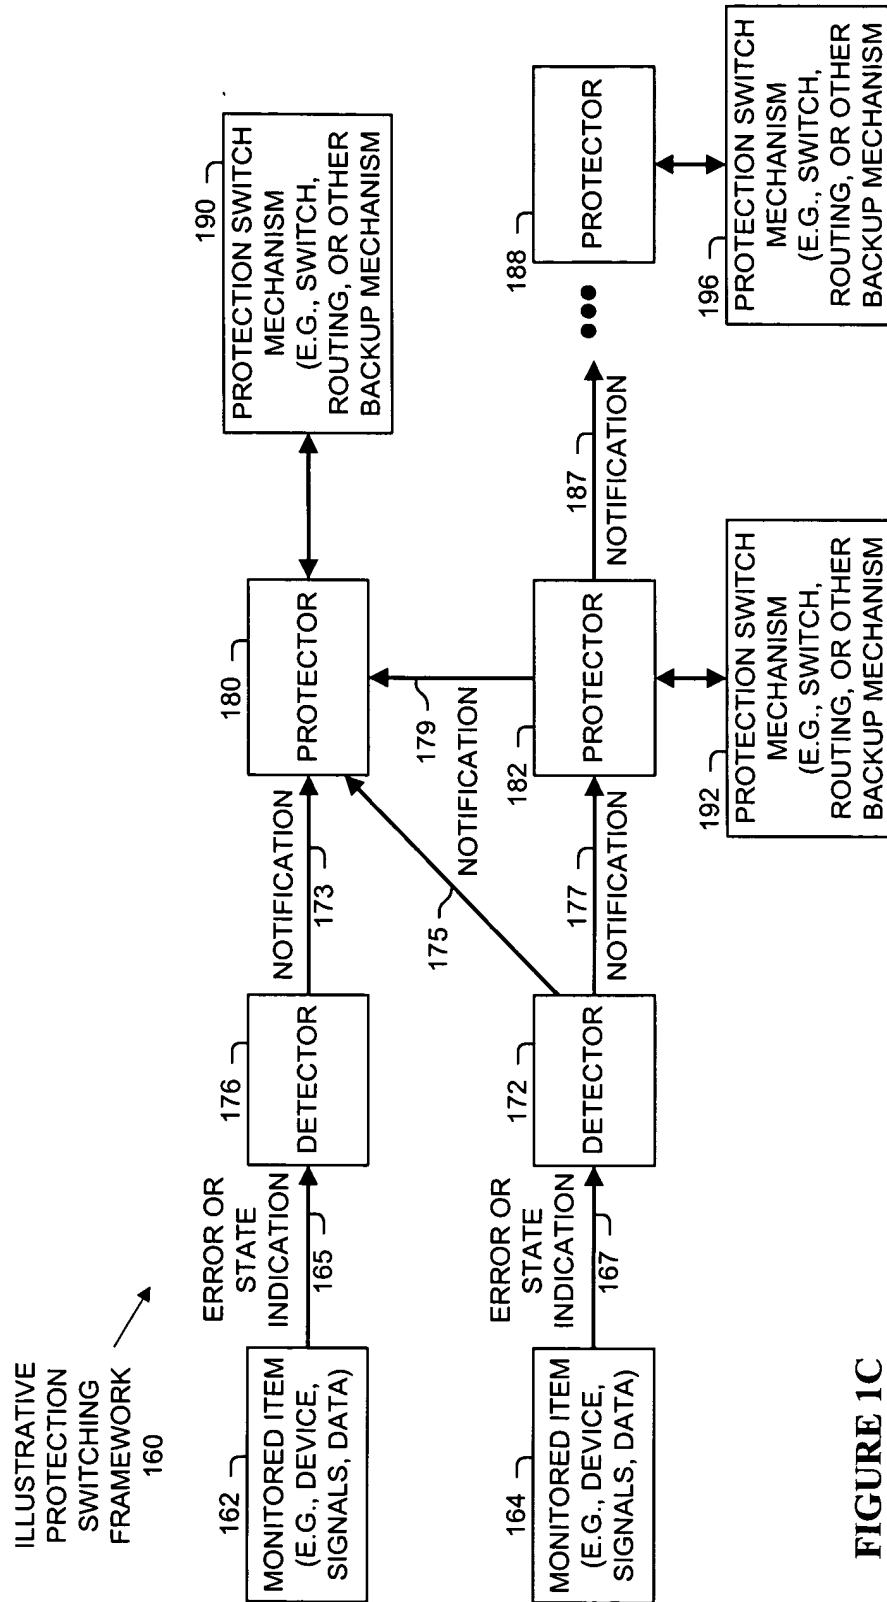 ILLUSTRATIVE
PROTECTION
SWITCHING
FRAMEWORK
160
162
MONITORED ITEM
(E.G., DEVICE,
SIGNALS, DATA)
ERROR OR
STATE
INDICATION
165
176
DETECTOR
NOTIFICATION
173
180
PROTECTOR
190
PROTECTION SWITCH
MECHANISM
(E.G., SWITCH,
ROUTING, OR OTHER
BACKUP MECHANISM
175
NOTIFICATION
179
164
MONITORED ITEM
(E.G., DEVICE,
SIGNALS, DATA)
ERROR OR
STATE
INDICATION
167
172
DETECTOR
177
NOTIFICATION
182
PROTECTOR
187
NOTIFICATION
188
PROTECTOR
192
PROTECTION SWITCH
MECHANISM
(E.G., SWITCH,
ROUTING, OR OTHER
BACKUP MECHANISM
196
PROTECTION SWITCH
MECHANISM
(E.G., SWITCH,
ROUTING, OR OTHER
BACKUP MECHANISM
FIGURE 1C